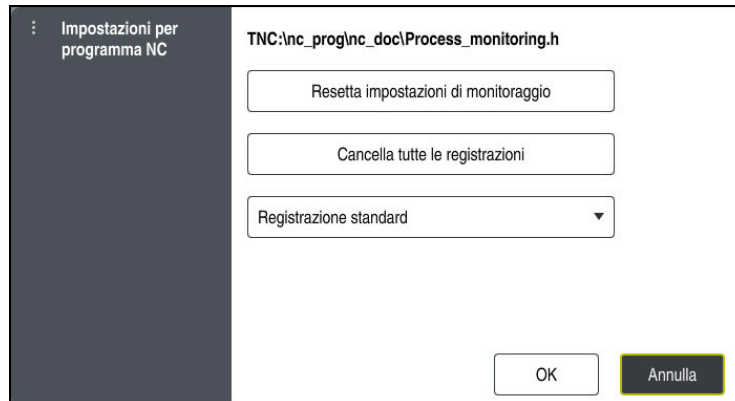 Impostazioni per
programma NC
TNC:\nc_prog\nc_doc\Process_monitoring.h
Resetta impostazioni di monitoraggio
Cancella tutte le registrazioni
Registrazione standard
OK
Annulla